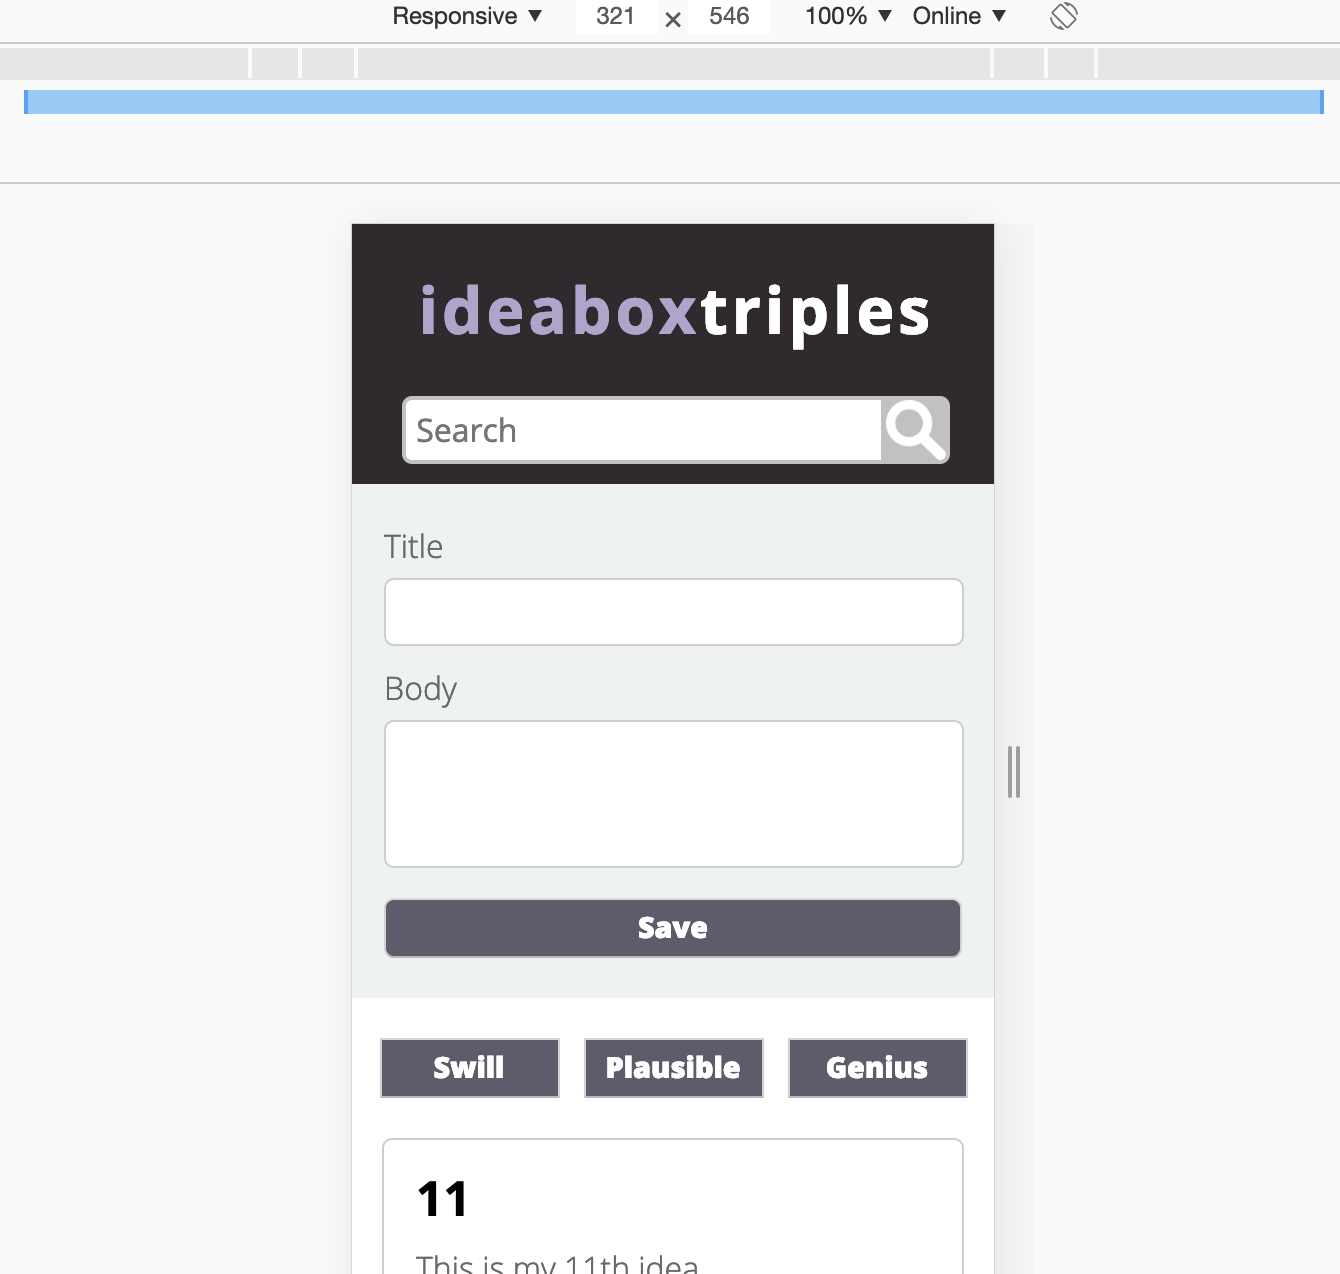 Responsive ▼ 321 × 546 100% ▼ Online ▼
ideaboxtriples
Search
Title
Body
Save
Swill Plausible Genius
11
This is my 11th idea